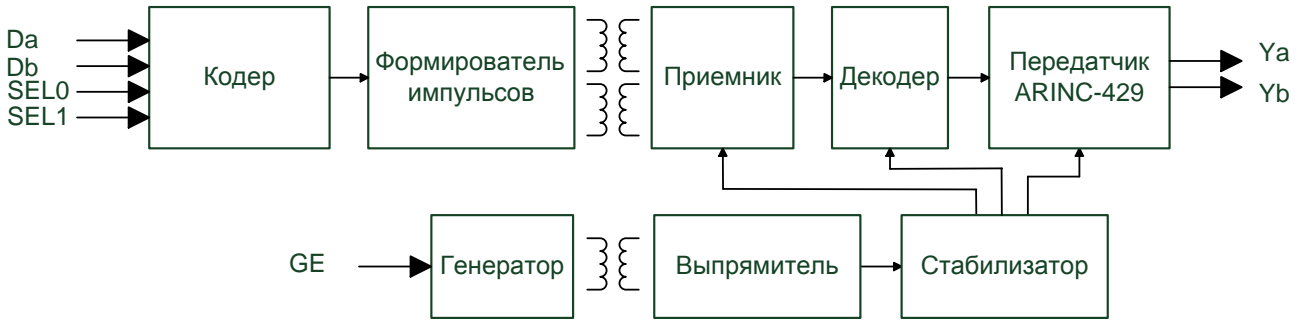 Da
Db
SEL0
SEL1
Кодер
Формирователь
импульсов
Приемник
Декодер
Передатчик
ARINC-429
Ya
Yb
GE
Генератор
Выпрямитель
Стабилизатор